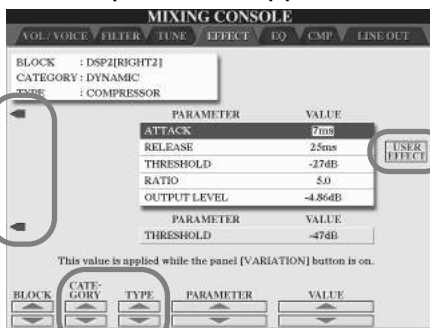 MIXING CONSOLE
VOL / VOICE FILTER TUNE EFFECT EQ CMP LINE OUT
BLOCK : DSP2[RIGHT2]
CATEGORY : DYNAMIC
TYPE : COMPRESSOR
PARAMETER VALUE
ATTACK 7ms
RELEASE 25ms
THRESHOLD -27dB
RATIO 5.0
OUTPUT LEVEL -4.86dB
USER
EFFECT
PARAMETER VALUE
THRESHOLD -47dB
This value is applied while the panel [VARIATION] button is on.
BLOCK CATE-
GORY TYPE PARAMETER VALUE